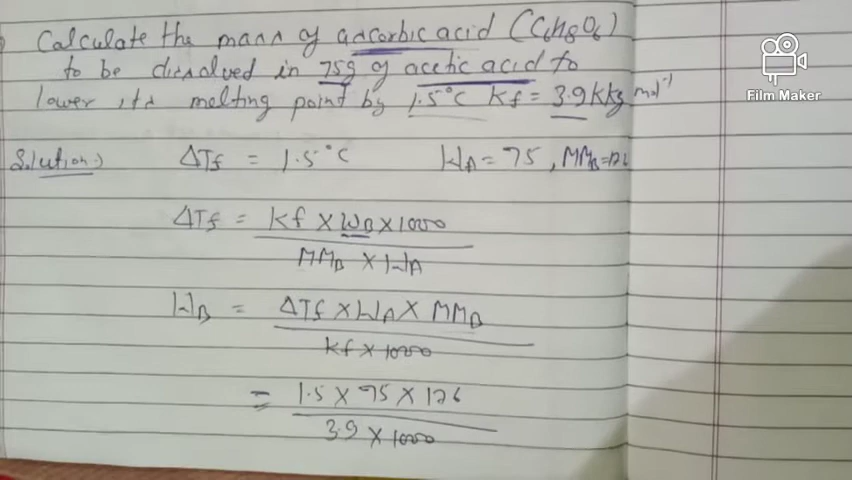 Calculate the mass of ascorbic acid (C6H8O6)
to be dissolved in 75g of acetic acid to
lower its melting point by 1.5°C Kf = 3.9Kkg mol⁻¹
Film Maker
Solution:) ΔTf = 1.5°C WA = 75, MMB=176
ΔTf = Kf × WB × 1000
MMB × WA
WB = ΔTf × WA × MMB
Kf × 1000
= 1.5 × 75 × 176
3.9 × 1000